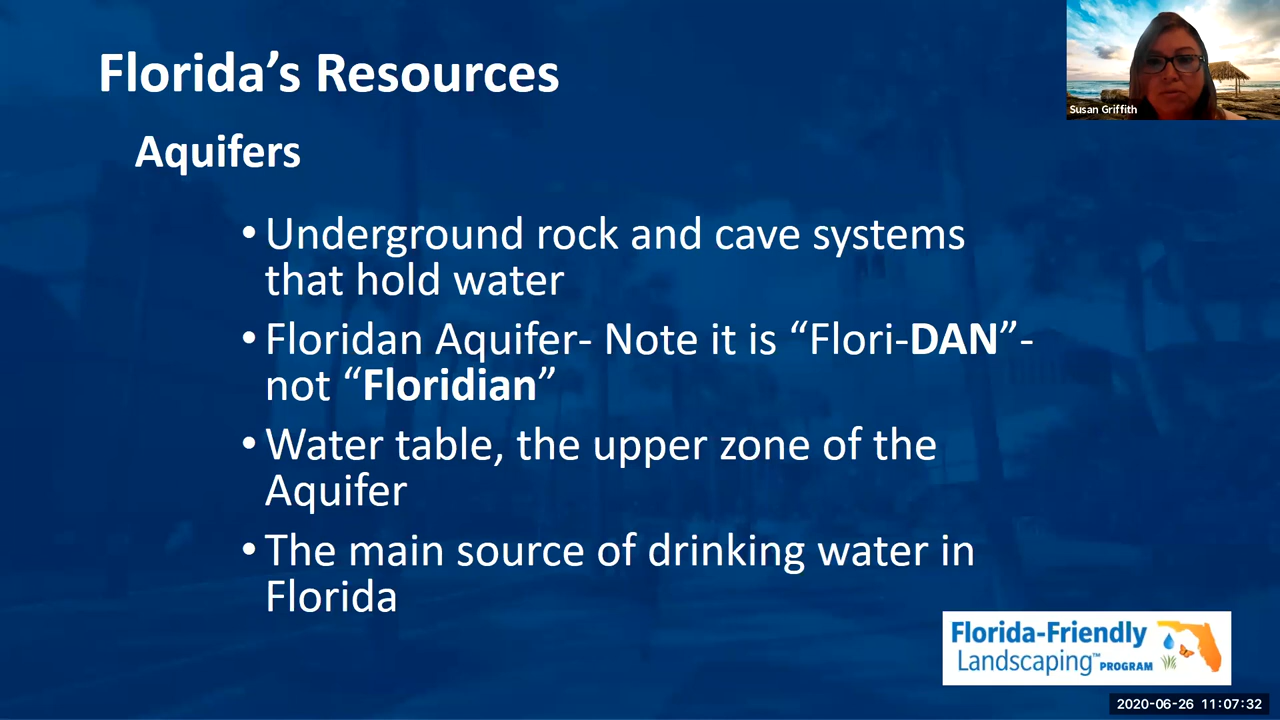 Florida’s Resources
Susan Griffith
Aquifers
• Underground rock and cave systems
that hold water
• Floridan Aquifer- Note it is “Flori-DAN”-
not “Floridian”
• Water table, the upper zone of the
Aquifer
• The main source of drinking water in
Florida
Florida-Friendly
Landscaping™ PROGRAM
2020-06-26 11:07:32